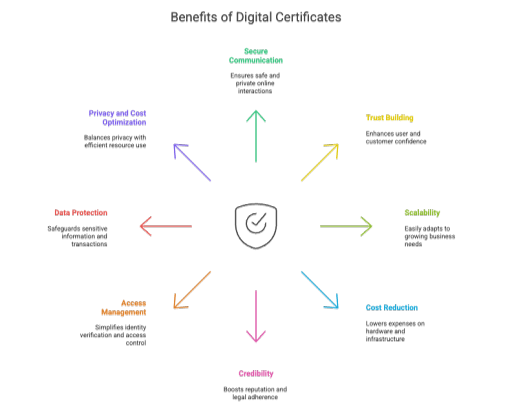 Benefits of Digital Certificates
Secure
Communication
Ensures safe and
private online
interactions
Trust Building
Enhances user and
customer confidence
Scalability
Easily adapts to
growing business
needs
Cost Reduction
Lowers expenses on
hardware and
infrastructure
Credibility
Boosts reputation and
legal adherence
Access
Management
Simplifies identity
verification and access
control
Data Protection
Safeguards sensitive
information and
transactions
Privacy and Cost
Optimization
Balances privacy with
efficient resource use